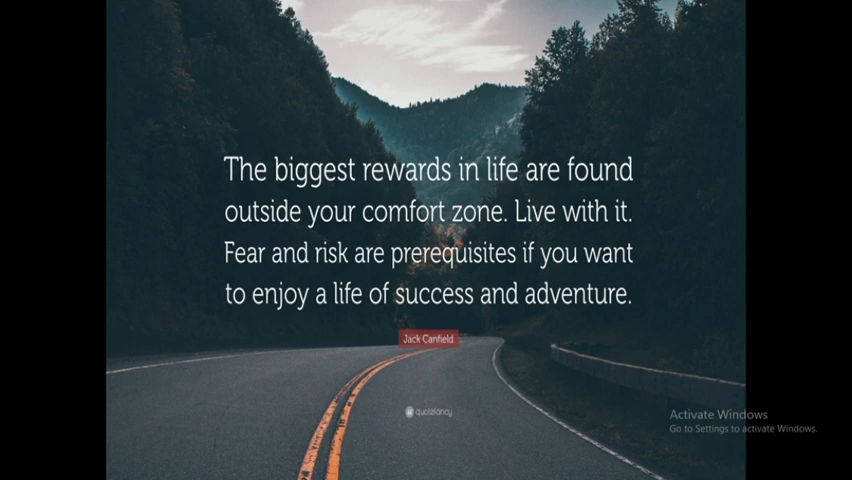 The biggest rewards in life are found
outside your comfort zone. Live with it.
Fear and risk are prerequisites if you want
to enjoy a life of success and adventure.
Jack Canfield
quotefancy
Activate Windows
Go to Settings to activate Windows.